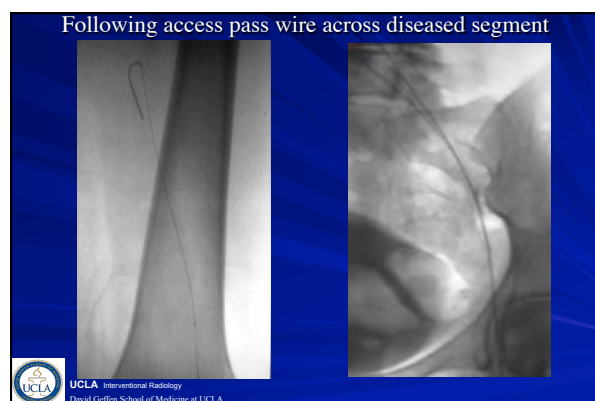 Following access pass wire across diseased segment
UCLA
UCLA Interventional Radiology
David Geffen School of Medicine at UCLA